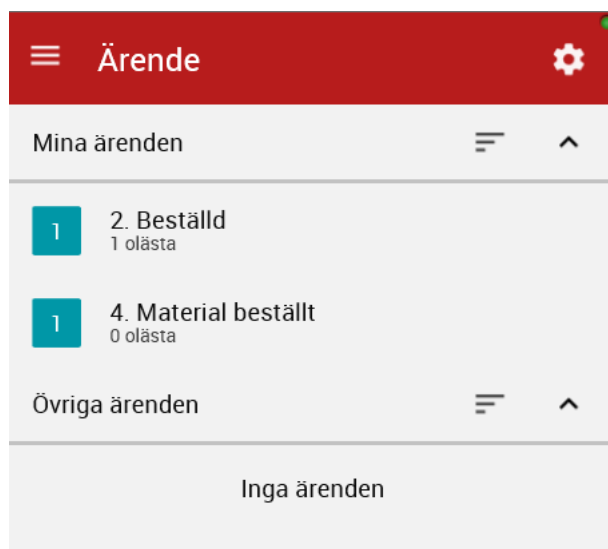 Ärende
Mina ärenden
1
2. Beställd
1 olästa
1
4. Material beställt
0 olästa
Övriga ärenden
Inga ärenden